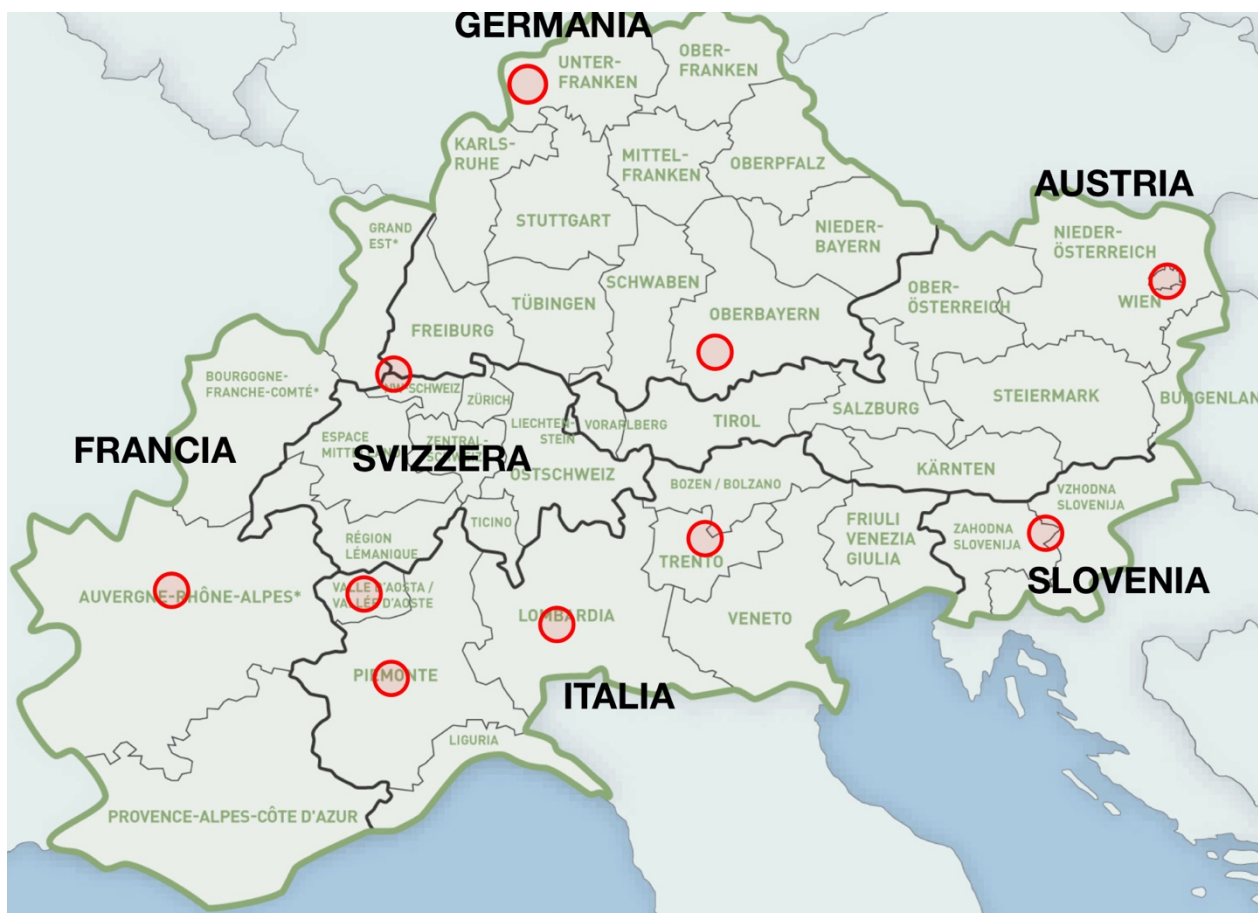 GERMANIA
UNTER-
FRANKEN
OBER-
FRANKEN
KARLS-
RUHE
MITTEL-
FRANKEN
OBERPFALZ
AUSTRIA
GRAND
EST*
STUTTGART
NIEDER-
BAYERN
NIEDER-
ÖSTERREICH
SCHWABEN
OBER-
ÖSTERREICH
WIEN
TÜBINGEN
OBERBAYERN
FREIBURG
BOURGOGNE-
FRANCHE-COMTÉ*
SCHWEIZ
ZÜRICH
STEIERMARK
BURGENLAN
LIECHTEN-
STEIN
VORARLBERG
TIROL
SALZBURG
FRANCIA
ESPACE
SVIZZERA
ZENTRAL-
OSTSCHWEIZ
KÄRNTEN
BOZEN / BOLZANO
VZHODNA
SLOVENIJA
TICINO
FRIULI
VENEZIA
GIULIA
ZAHODNA
SLOVENIJA
RÉGION
LÉMANIQUE
TRENTO
SLOVENIA
AUVERGNE-RHÔNE-ALPES*
VALLE D'AOSTA /
VALLÉE D'AOSTE
LOMBARDIA
VENETO
PIEMONTE
ITALIA
LIGURIA
PROVENCE-ALPES-CÔTE D'AZUR